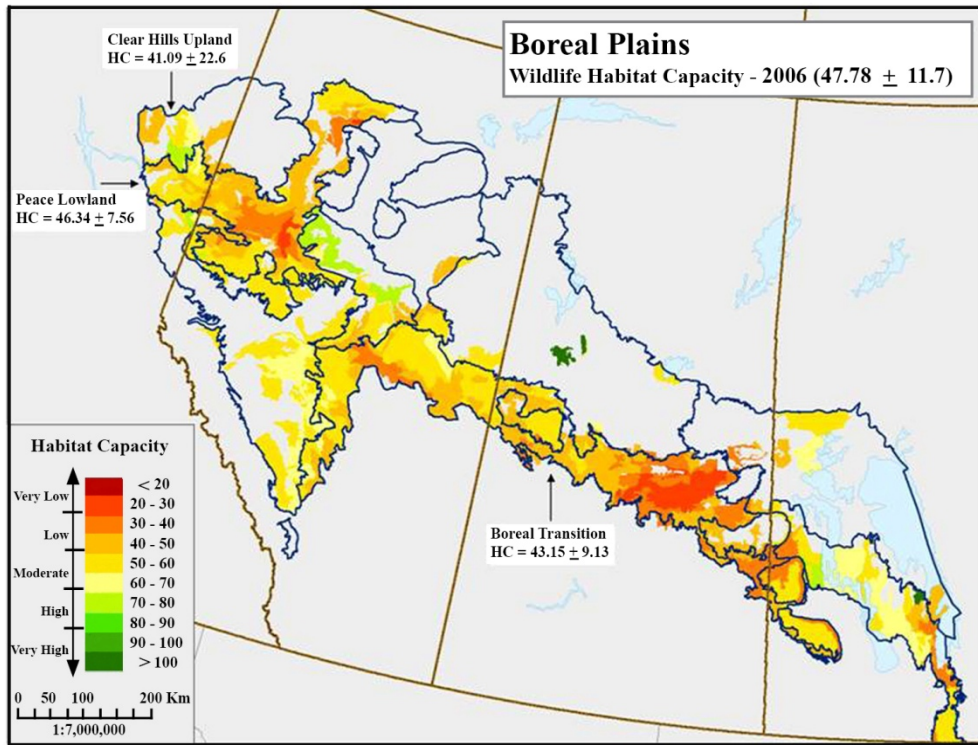 Clear Hills Upland
HC = 41.09 ± 22.6
Boreal Plains
Wildlife Habitat Capacity - 2006 (47.78 ± 11.7)
Peace Lowland
HC = 46.34 ± 7.56
Boreal Transition
HC = 43.15 ± 9.13
Habitat Capacity
Very Low
Low
Moderate
High
Very High
< 20
20 - 30
30 - 40
40 - 50
50 - 60
60 - 70
70 - 80
80 - 90
90 - 100
> 100
0 50 100 200 Km
1:7,000,000